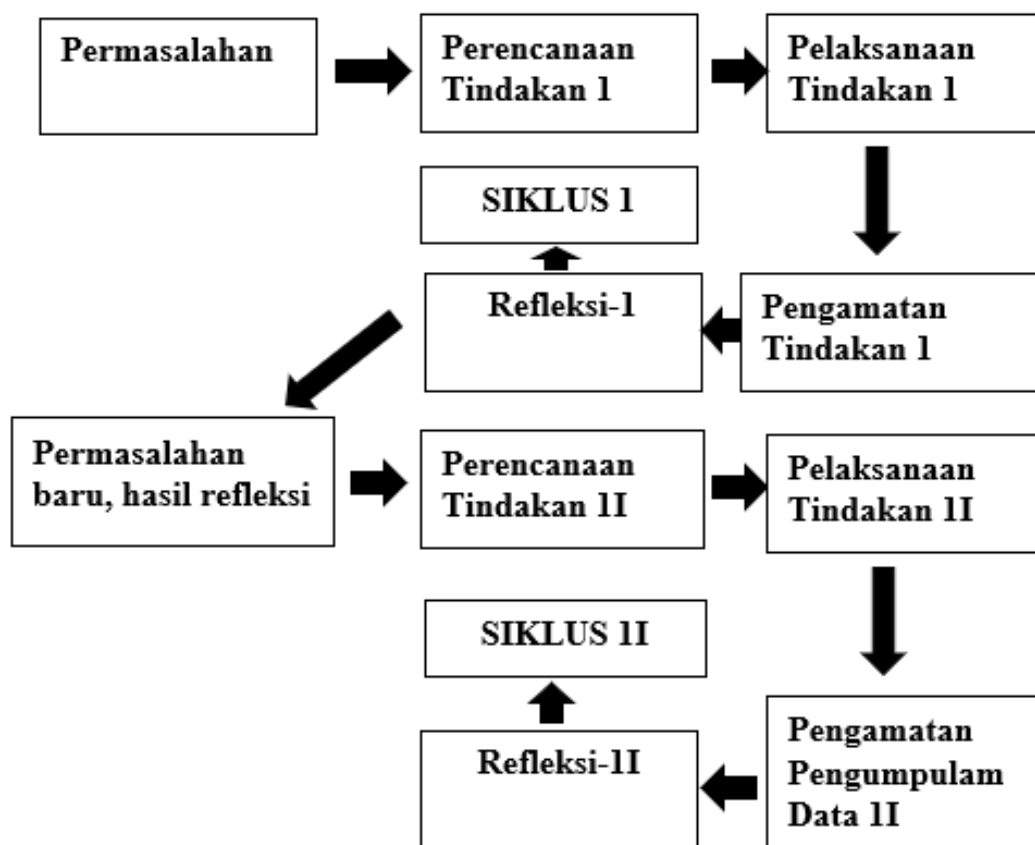 Permasalahan
Perencanaan
Tindakan 1
Pelaksanaan
Tindakan 1
SIKLUS 1
Refleksi-1
Pengamatan
Tindakan 1
Permasalahan
baru, hasil refleksi
Perencanaan
Tindakan 1I
Pelaksanaan
Tindakan 1I
SIKLUS 1I
Refleksi-1I
Pengamatan
Pengumpulam
Data 1I